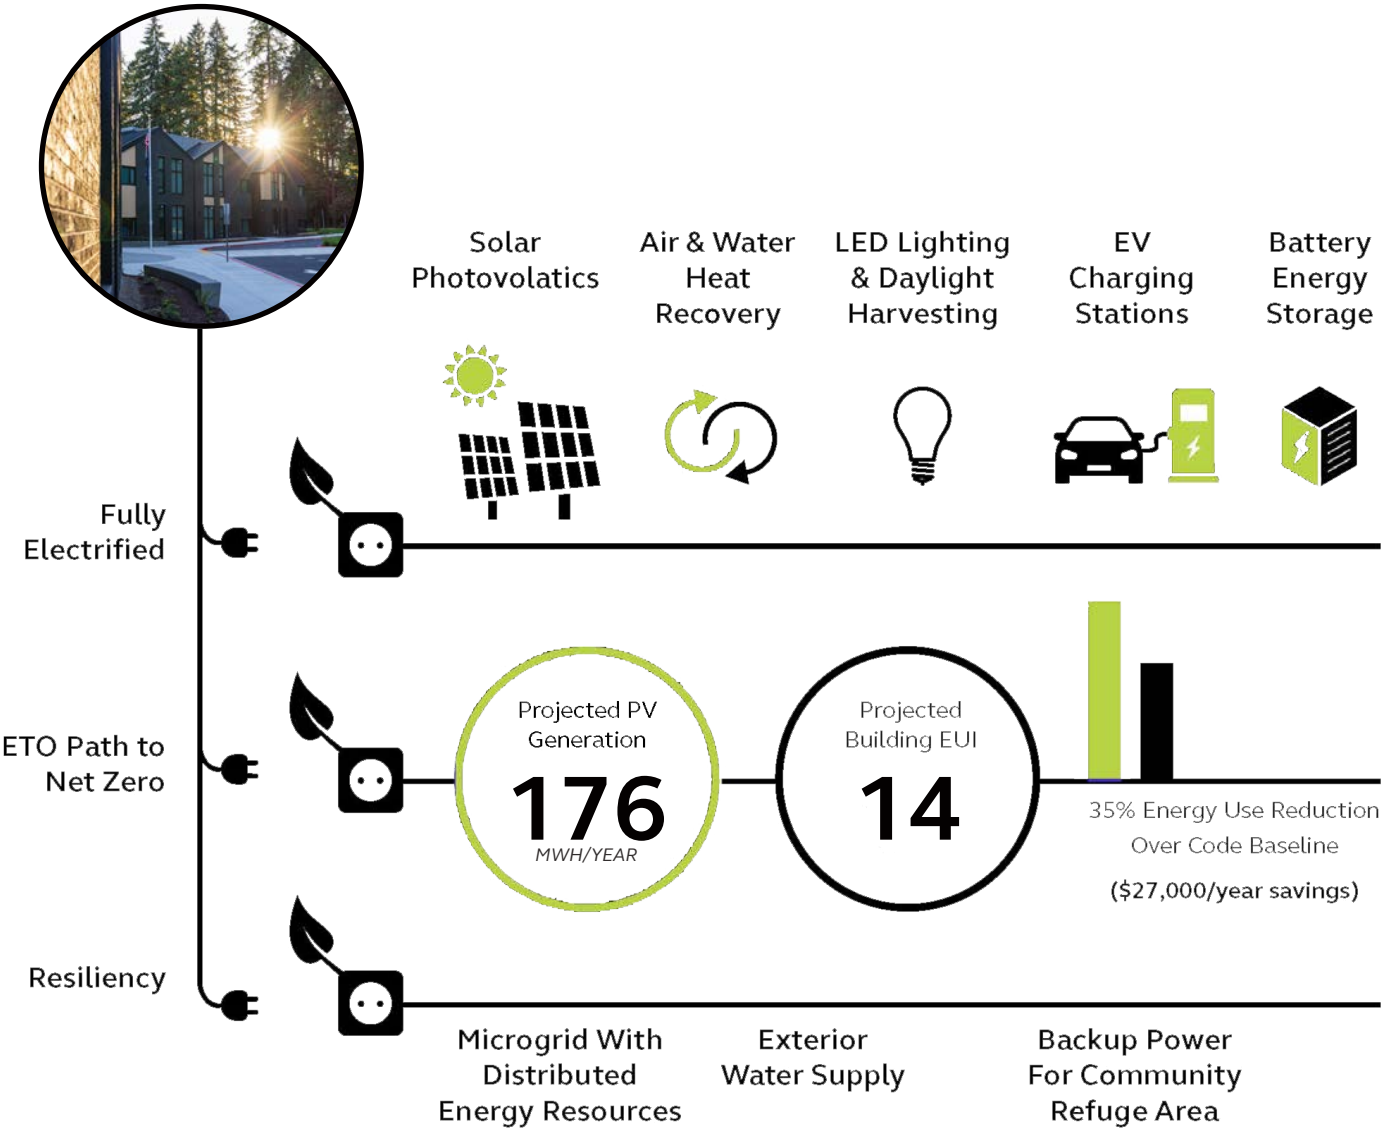 Solar
Photovolatics
Air & Water
Heat
Recovery
LED Lighting
& Daylight
Harvesting
EV
Charging
Stations
Battery
Energy
Storage
Fully
Electrified
ETO Path to
Net Zero
Projected PV
Generation
176
MWH/YEAR
Projected
Building EUI
14
35% Energy Use Reduction
Over Code Baseline
($27,000/year savings)
Resiliency
Microgrid With
Distributed
Energy Resources
Exterior
Water Supply
Backup Power
For Community
Refuge Area